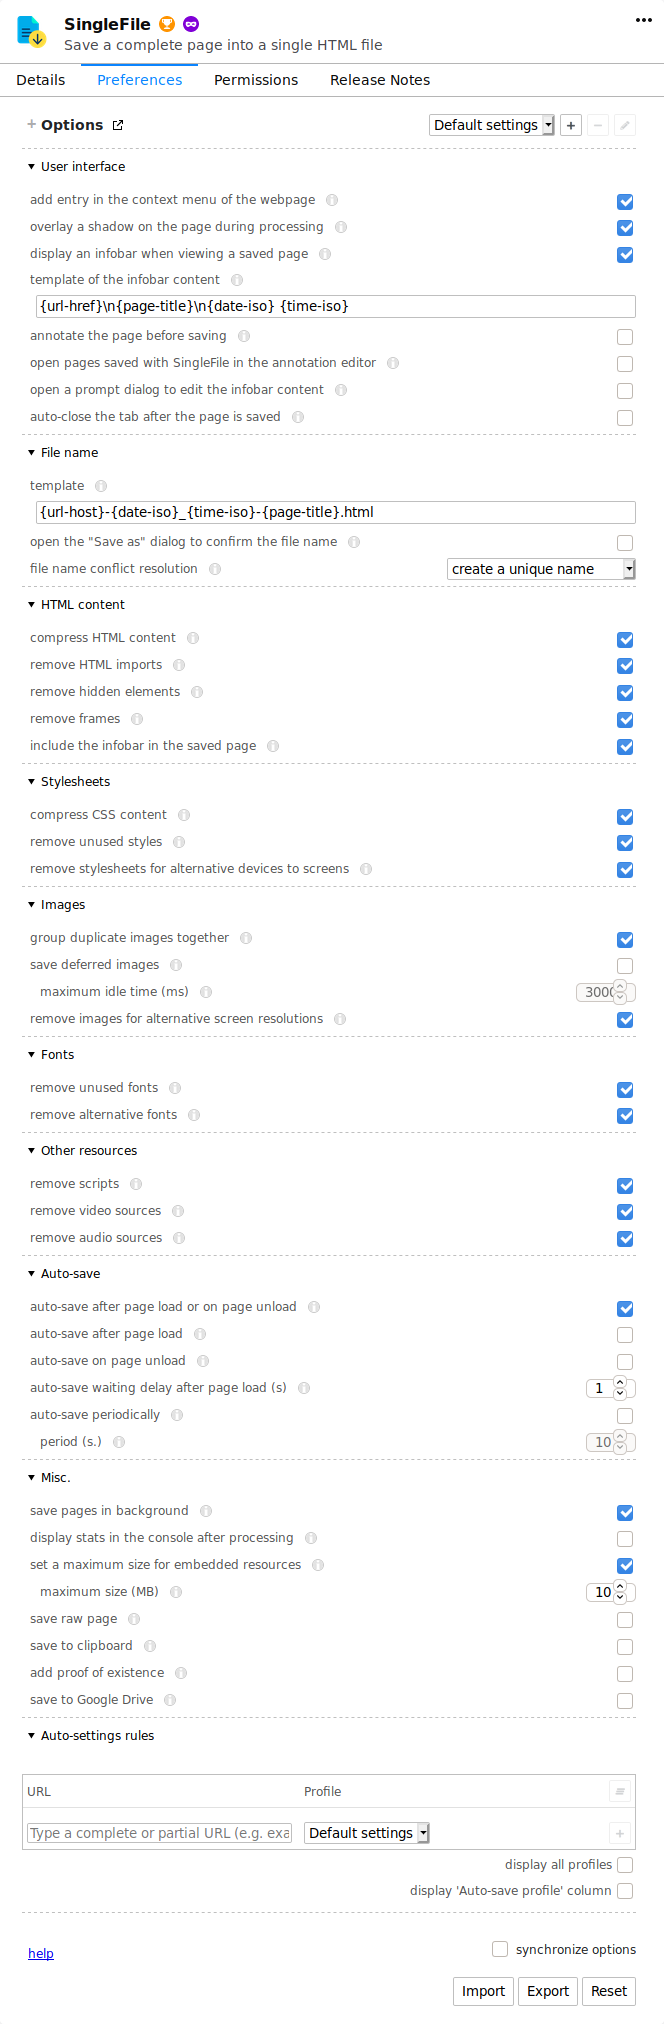 SingleFile
Save a complete page into a single HTML file
Details Preferences Permissions Release Notes
+ Options Default settings + −
User interface
add entry in the context menu of the webpage
overlay a shadow on the page during processing
display an infobar when viewing a saved page
template of the infobar content
{url-href}\n{page-title}\n{date-iso} {time-iso}
annotate the page before saving
open pages saved with SingleFile in the annotation editor
open a prompt dialog to edit the infobar content
auto-close the tab after the page is saved
File name
template
{url-host}-{date-iso}_{time-iso}-{page-title}.html
open the "Save as" dialog to confirm the file name
file name conflict resolution create a unique name
HTML content
compress HTML content
remove HTML imports
remove hidden elements
remove frames
include the infobar in the saved page
Stylesheets
compress CSS content
remove unused styles
remove stylesheets for alternative devices to screens
Images
group duplicate images together
save deferred images
maximum idle time (ms) 3000
remove images for alternative screen resolutions
Fonts
remove unused fonts
remove alternative fonts
Other resources
remove scripts
remove video sources
remove audio sources
Auto-save
auto-save after page load or on page unload
auto-save after page load
auto-save on page unload
auto-save waiting delay after page load (s) 1
auto-save periodically
period (s.) 10
Misc.
save pages in background
display stats in the console after processing
set a maximum size for embedded resources
maximum size (MB) 10
save raw page
save to clipboard
add proof of existence
save to Google Drive
Auto-settings rules
URL Profile
Type a complete or partial URL (e.g. exa Default settings +
display all profiles
display 'Auto-save profile' column
help synchronize options
Import Export Reset